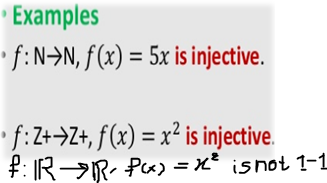 • Examples
• f: N→N, f(x) = 5x is injective.
• f: Z+→Z+, f(x) = x² is injective.
f: ℝ → ℝ, f(x) = x² is not 1-1